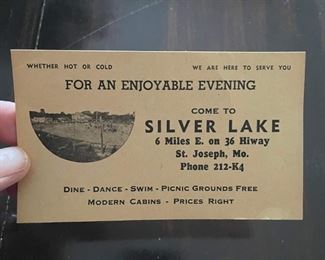 WHETHER HOT OR COLD
WE ARE HERE TO SERVE YOU
FOR AN ENJOYABLE EVENING
COME TO
SILVER LAKE
6 Miles E. on 36 Hiway
St. Joseph, Mo.
Phone 212-K4
DINE - DANCE - SWIM - PICNIC GROUNDS FREE
MODERN CABINS - PRICES RIGHT